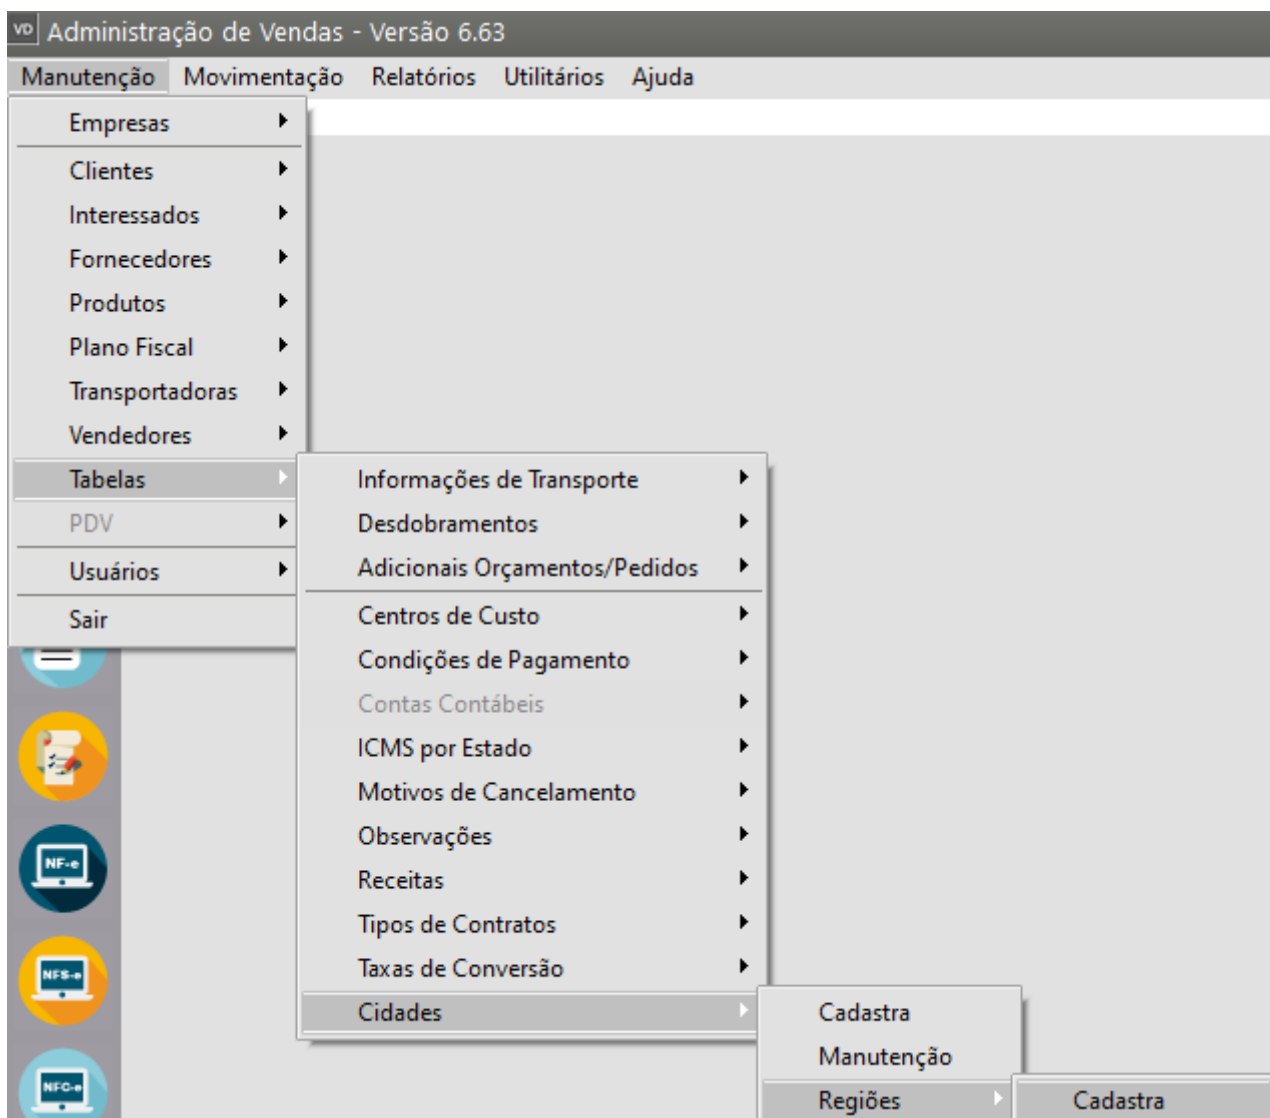 VD Administração de Vendas - Versão 6.63
Manutenção Movimentação Relatórios Utilitários Ajuda
Empresas
Clientes
Interessados
Fornecedores
Produtos
Plano Fiscal
Transportadoras
Vendedores
Tabelas
PDV
Usuários
Sair
Informações de Transporte
Desdobramentos
Adicionais Orçamentos/Pedidos
Centros de Custo
Condições de Pagamento
Contas Contábeis
ICMS por Estado
Motivos de Cancelamento
Observações
Receitas
Tipos de Contratos
Taxas de Conversão
Cidades
Cadastra
Manutenção
Regiões
Cadastra
NF-e
NFS-e
NFC-e